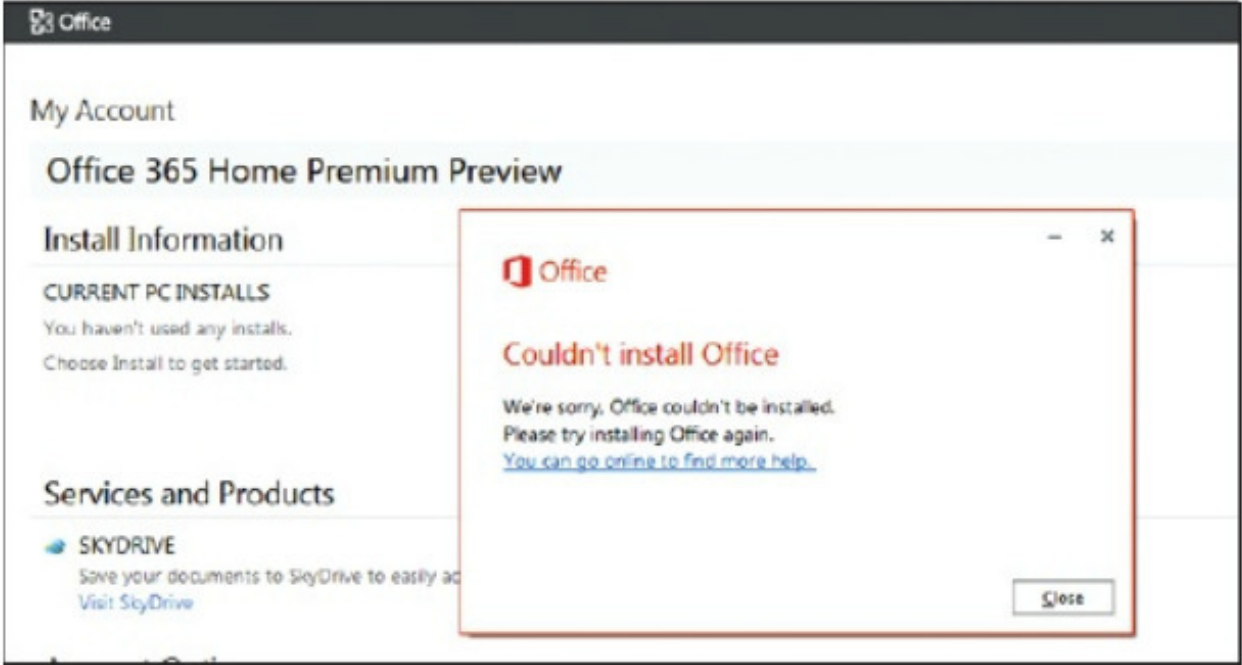 Office
My Account
Office 365 Home Premium Preview
Install Information
CURRENT PC INSTALLS
You haven't used any installs.
Choose Install to get started.
Services and Products
SKYDRIVE
Save your documents to SkyDrive to easily
Visit SkyDrive
Office
Couldn't install Office
We're sorry, Office couldn't be installed.
Please try installing Office again.
You can go online to find more help.
Close